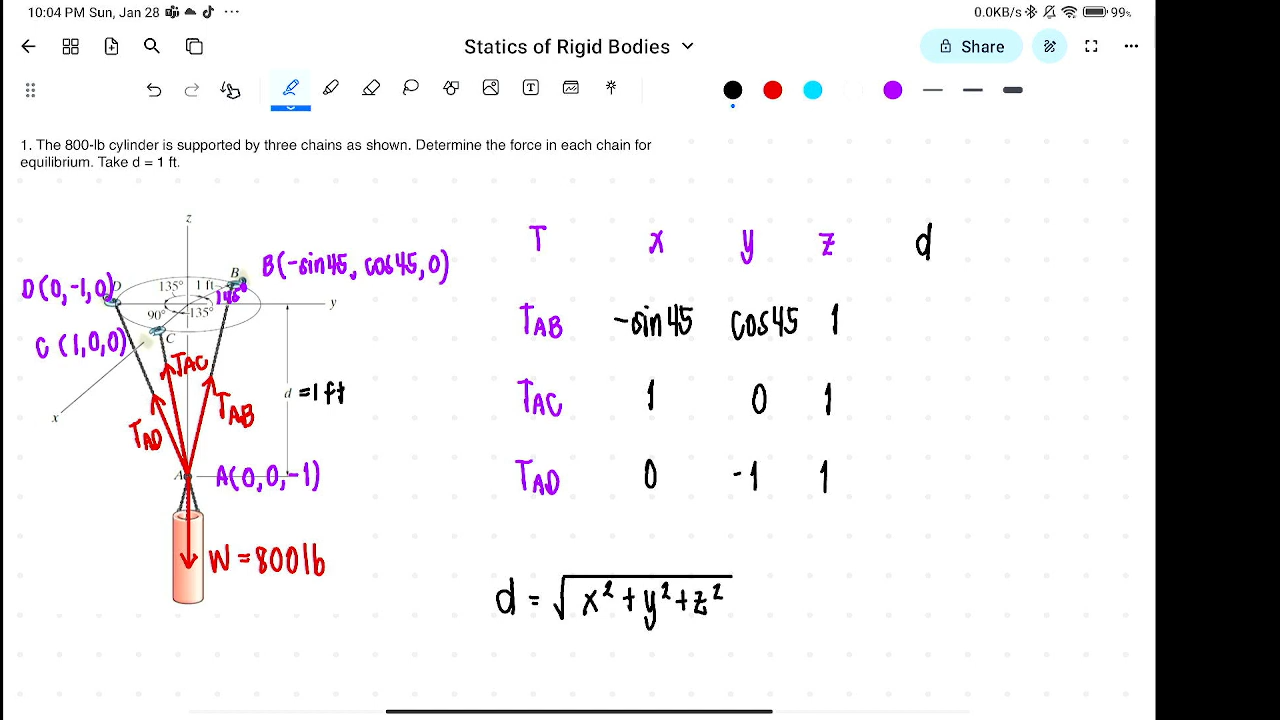 10:04 PM Sun, Jan 28 ...
0.0KB/s 99%
Statics of Rigid Bodies
Share
1. The 800-lb cylinder is supported by three chains as shown. Determine the force in each chain for
equilibrium. Take d = 1 ft.
z
B(-sin45, cos45, 0)
B
D(0,-1,0)
D
135° 1 ft
45°
y
90° 135°
C (1,0,0)
C
TAC
d =1ft
x
TAD
TAB
A
A(0,0,-1)
W =800lb
T x y z d
TAB -sin45 cos45 1
TAC 1 0 1
TAD 0 -1 1
d = √x²+y²+z²